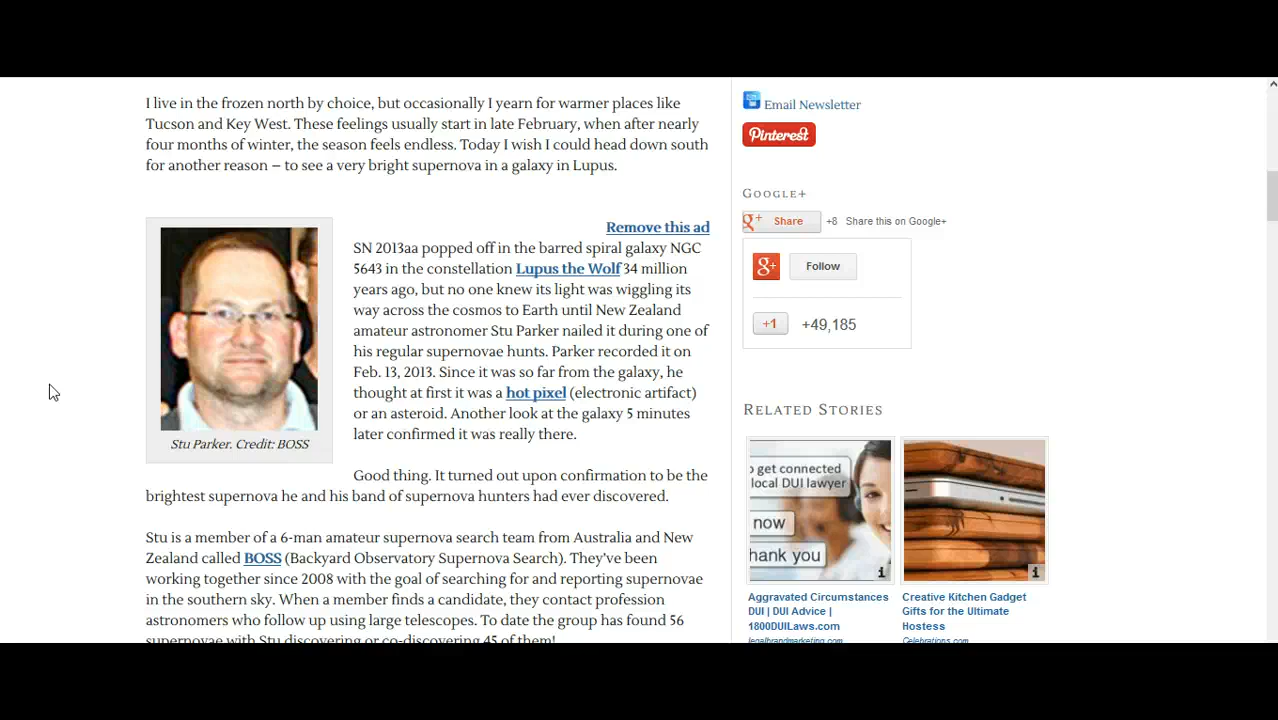 I live in the frozen north by choice, but occasionally I yearn for warmer places like
Tucson and Key West. These feelings usually start in late February, when after nearly
four months of winter, the season feels endless. Today I wish I could head down south
for another reason – to see a very bright supernova in a galaxy in Lupus.
Remove this ad
SN 2013aa popped off in the barred spiral galaxy NGC
5643 in the constellation Lupus the Wolf 34 million
years ago, but no one knew its light was wiggling its
way across the cosmos to Earth until New Zealand
amateur astronomer Stu Parker nailed it during one of
his regular supernovae hunts. Parker recorded it on
Feb. 13, 2013. Since it was so far from the galaxy, he
thought at first it was a hot pixel (electronic artifact)
or an asteroid. Another look at the galaxy 5 minutes
later confirmed it was really there.
Stu Parker. Credit: BOSS
Good thing. It turned out upon confirmation to be the
brightest supernova he and his band of supernova hunters had ever discovered.
Stu is a member of a 6-man amateur supernova search team from Australia and New
Zealand called BOSS (Backyard Observatory Supernova Search). They've been
working together since 2008 with the goal of searching for and reporting supernovae
in the southern sky. When a member finds a candidate, they contact profession
astronomers who follow up using large telescopes. To date the group has found 56
supernovae with Stu discovering or co-discovering 45 of them!
Email Newsletter
Pinterest
Google+
g+ Share +8 Share this on Google+
g+ Follow
+1 +49,185
Related Stories
o get connected
local DUI lawyer
now
hank you
i
i
Aggravated Circumstances
DUI | DUI Advice |
1800DUILaws.com
legalbrandmarketing.com
Creative Kitchen Gadget
Gifts for the Ultimate
Hostess
Celebrations.com